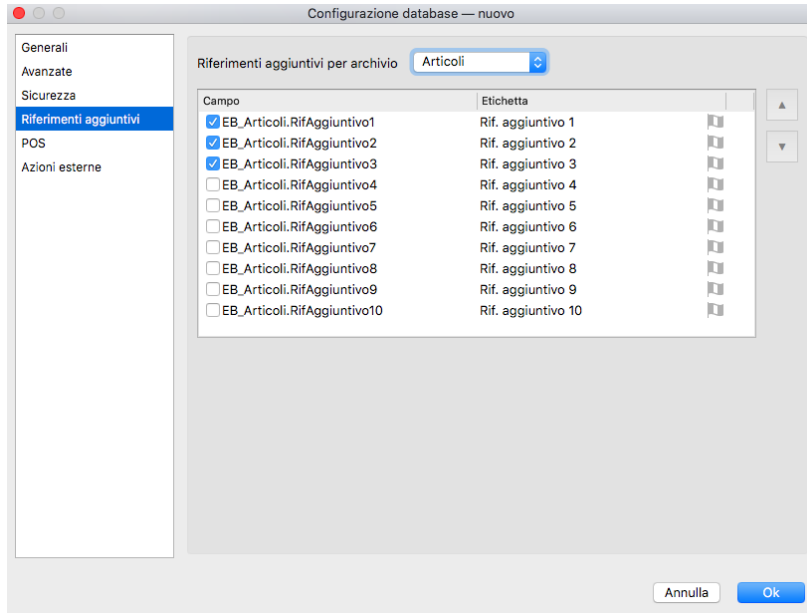 Configurazione database — nuovo
Generali
Avanzate
Sicurezza
Riferimenti aggiuntivi
POS
Azioni esterne
Riferimenti aggiuntivi per archivio Articoli
Campo Etichetta
EB_Articoli.RifAggiuntivo1 Rif. aggiuntivo 1
EB_Articoli.RifAggiuntivo2 Rif. aggiuntivo 2
EB_Articoli.RifAggiuntivo3 Rif. aggiuntivo 3
EB_Articoli.RifAggiuntivo4 Rif. aggiuntivo 4
EB_Articoli.RifAggiuntivo5 Rif. aggiuntivo 5
EB_Articoli.RifAggiuntivo6 Rif. aggiuntivo 6
EB_Articoli.RifAggiuntivo7 Rif. aggiuntivo 7
EB_Articoli.RifAggiuntivo8 Rif. aggiuntivo 8
EB_Articoli.RifAggiuntivo9 Rif. aggiuntivo 9
EB_Articoli.RifAggiuntivo10 Rif. aggiuntivo 10
Annulla Ok